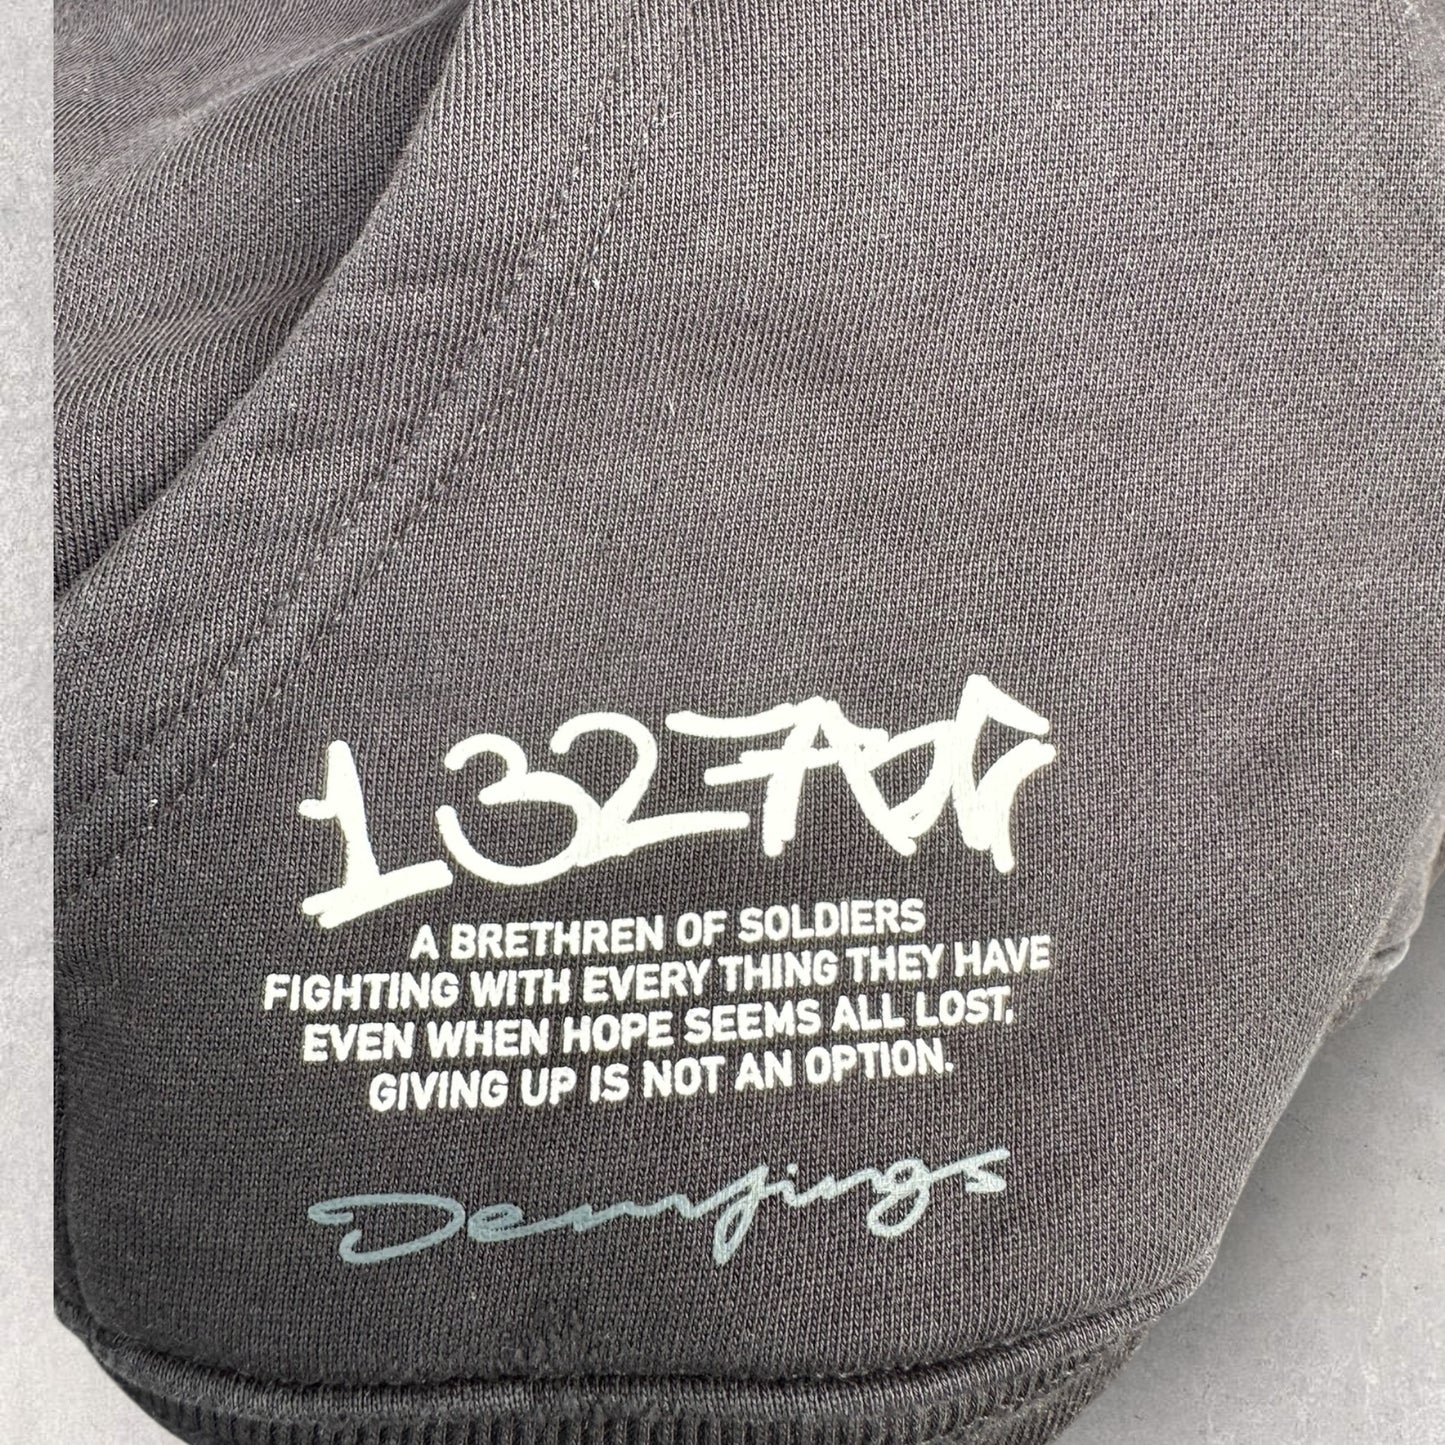 A BRETHREN OF SOLDIERS
FIGHTING WITH EVERY THING THEY HAVE
EVEN WHEN HOPE SEEMS ALL LOST,
GIVING UP IS NOT AN OPTION.
Demjings